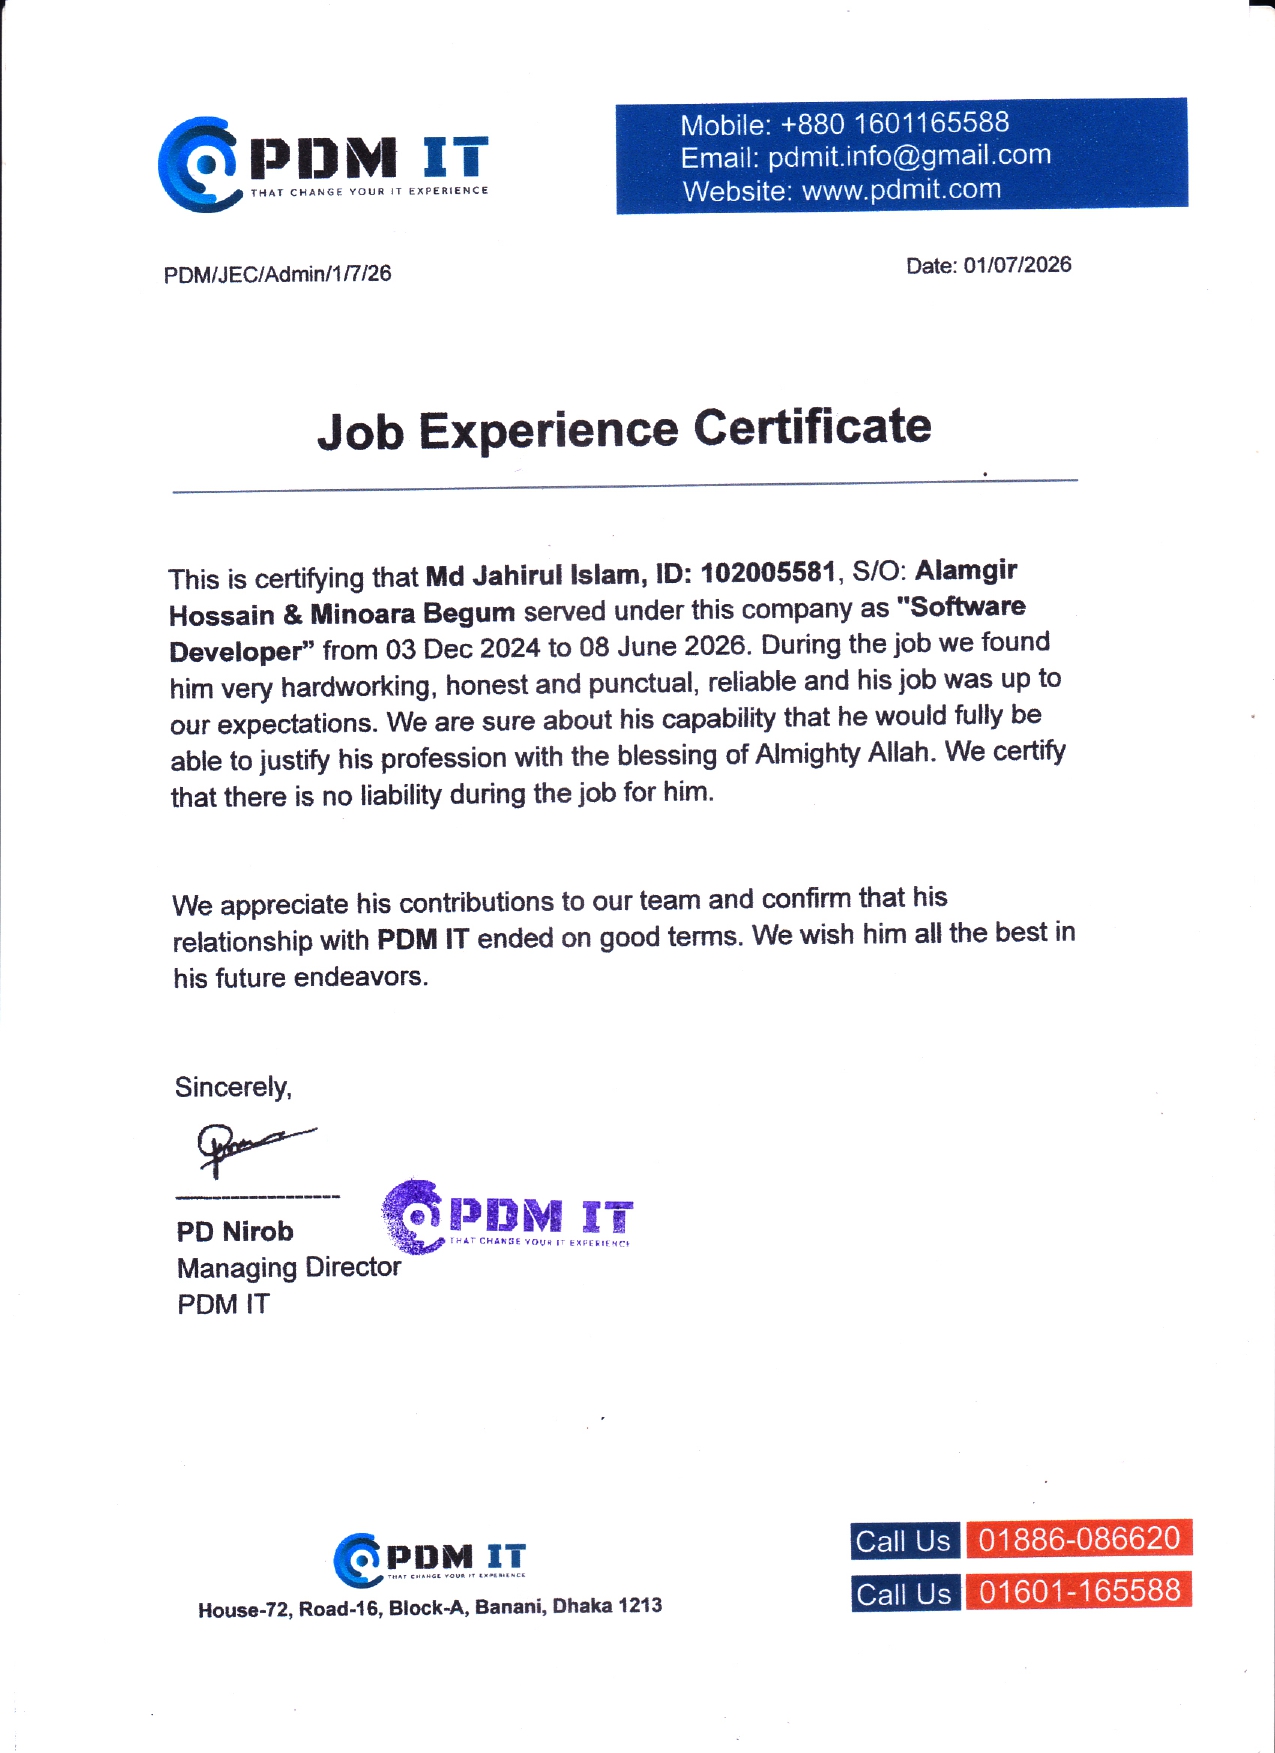 PDM IT
THAT CHANGE YOUR IT EXPERIENCE
Mobile: +880 1601165588
Email: pdmit.info@gmail.com
Website: www.pdmit.com
PDM/JEC/Admin/1/7/26
Date: 01/07/2026
Job Experience Certificate
This is certifying that Md Jahirul Islam, ID: 102005581, S/O: Alamgir
Hossain & Minoara Begum served under this company as "Software
Developer” from 03 Dec 2024 to 08 June 2026. During the job we found
him very hardworking, honest and punctual, reliable and his job was up to
our expectations. We are sure about his capability that he would fully be
able to justify his profession with the blessing of Almighty Allah. We certify
that there is no liability during the job for him.
We appreciate his contributions to our team and confirm that his
relationship with PDM IT ended on good terms. We wish him all the best in
his future endeavors.
Sincerely,
PD Nirob
Managing Director
PDM IT
PDM IT
THAT CHANGE YOUR IT EXPERIENCE
PDM IT
THAT CHANGE YOUR IT EXPERIENCE
House-72, Road-16, Block-A, Banani, Dhaka 1213
Call Us 01886-086620
Call Us 01601-165588